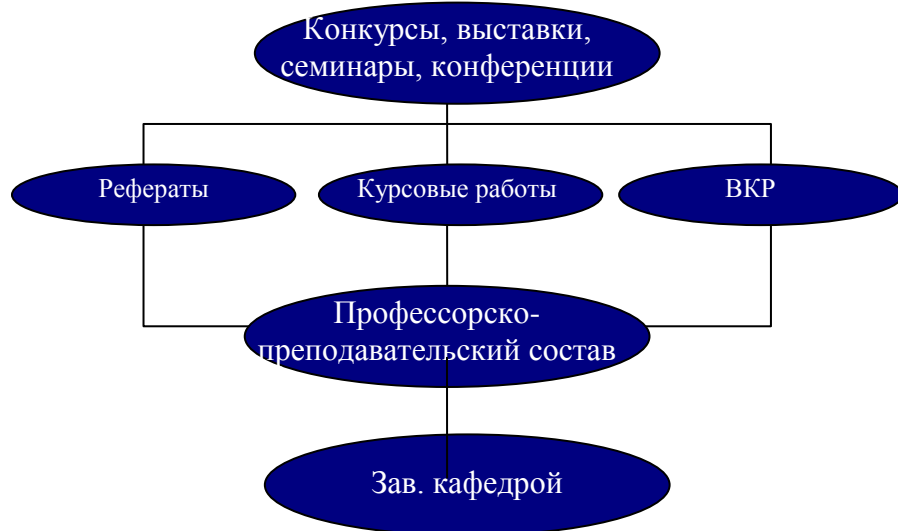 Конкурсы, выставки,
семинары, конференции
Рефераты
Курсовые работы
ВКР
Профессорско-
преподавательский состав
Зав. кафедрой